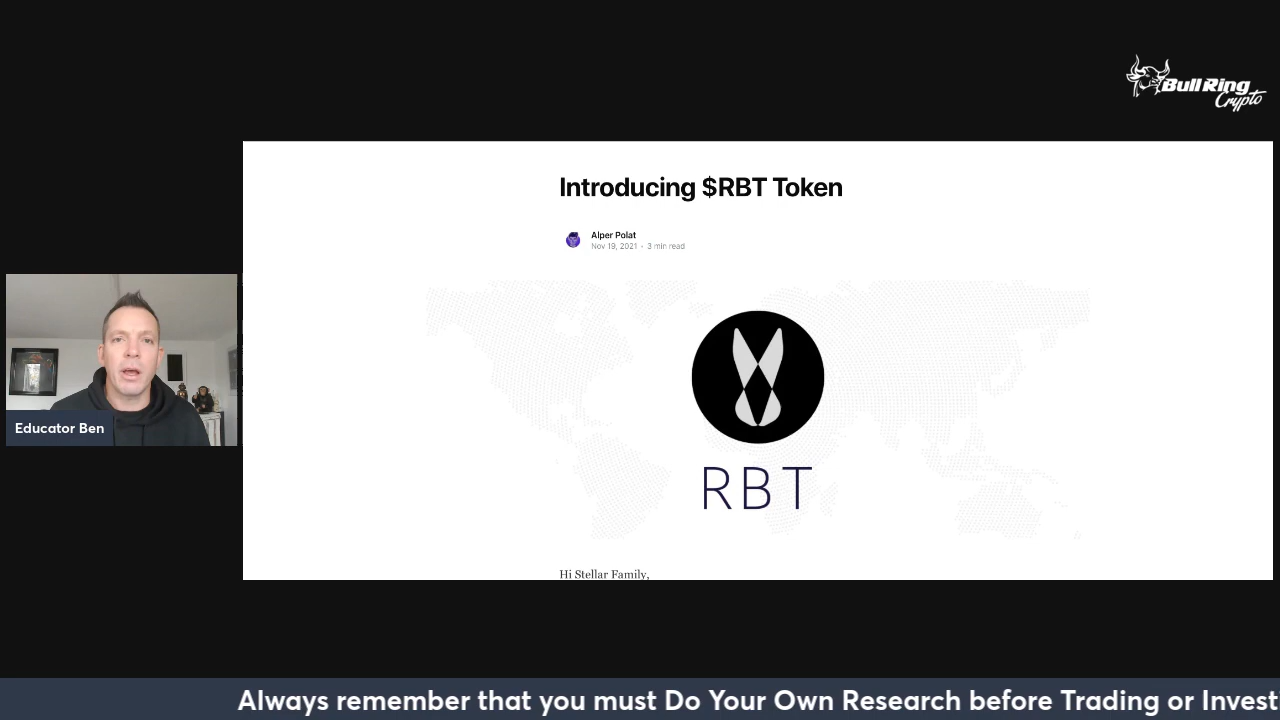 Bull Ring
Crypto
Introducing $RBT Token
Alper Polat
Nov 19, 2021 • 3 min read
RBT
Hi Stellar Family,
Educator Ben
Always remember that you must Do Your Own Research before Trading or Invest